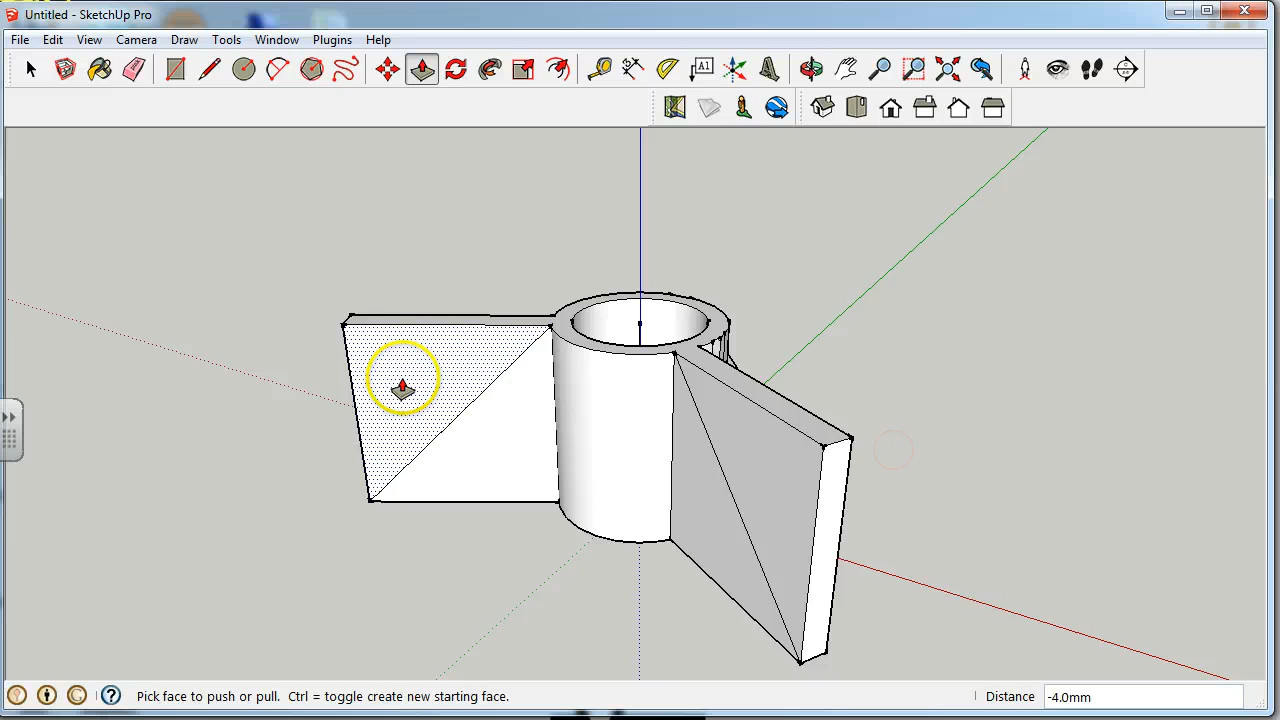 Untitled - SketchUp Pro
File Edit View Camera Draw Tools Window Plugins Help
A1
Pick face to push or pull. Ctrl = toggle create new starting face.
Distance -4.0mm